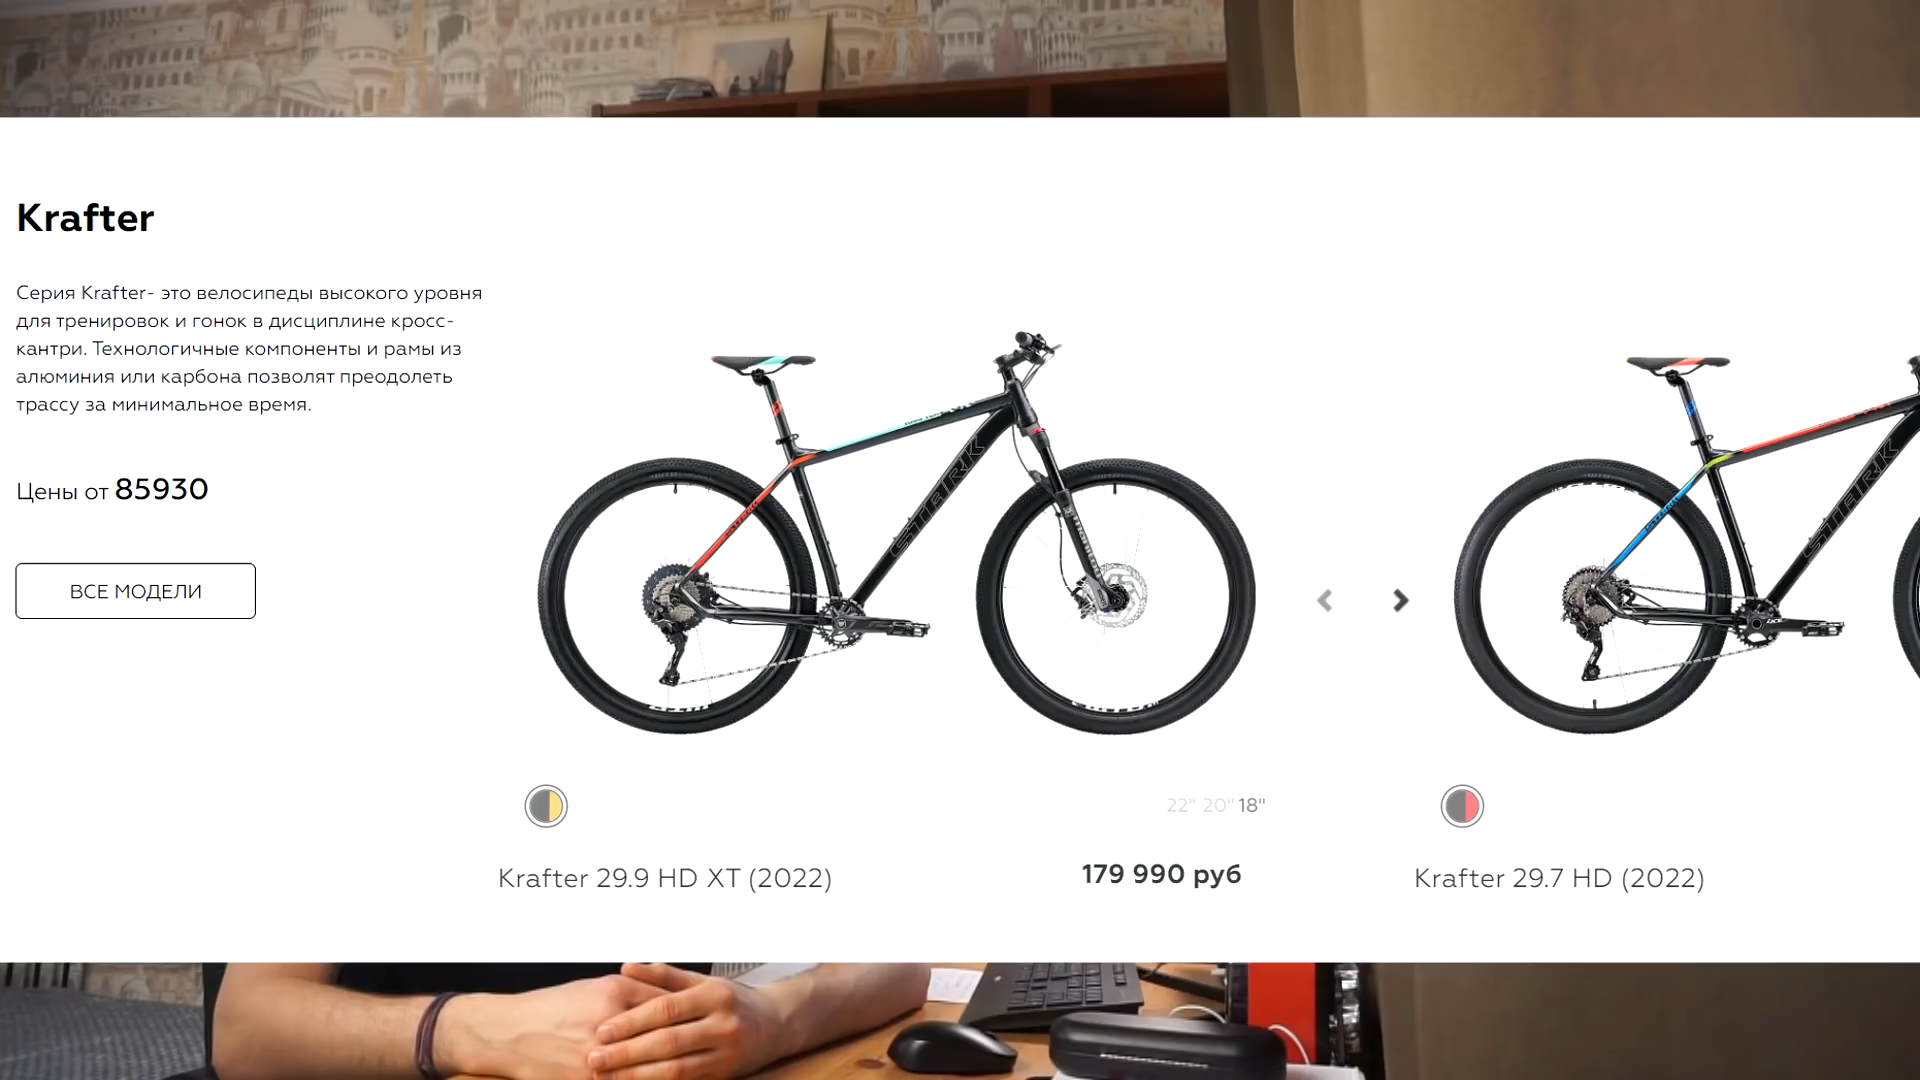 Krafter
Серия Krafter- это велосипеды высокого уровня
для тренировок и гонок в дисциплине кросс-
кантри. Технологичные компоненты и рамы из
алюминия или карбона позволят преодолеть
трассу за минимальное время.
Цены от 85930
ВСЕ МОДЕЛИ
STARK
STARK
22" 20" 18"
Krafter 29.9 HD XT (2022)
179 990 руб
Krafter 29.7 HD (2022)